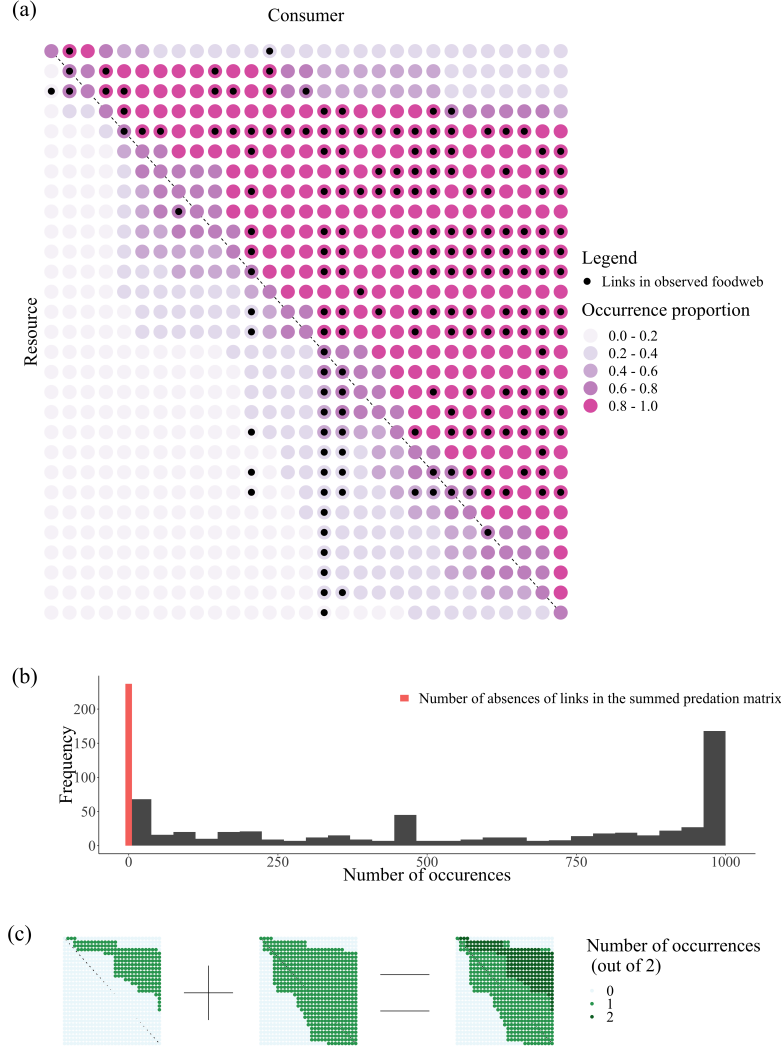 (a)
Consumer
Resource
Legend
Links in observed foodweb
Occurrence proportion
0.0 - 0.2
0.2 - 0.4
0.4 - 0.6
0.6 - 0.8
0.8 - 1.0
(b)
Number of absences of links in the summed predation matrix
Frequency
200
150
100
50
0
0 250 500 750 1000
Number of occurences
(c)
Number of occurrences
(out of 2)
0
1
2